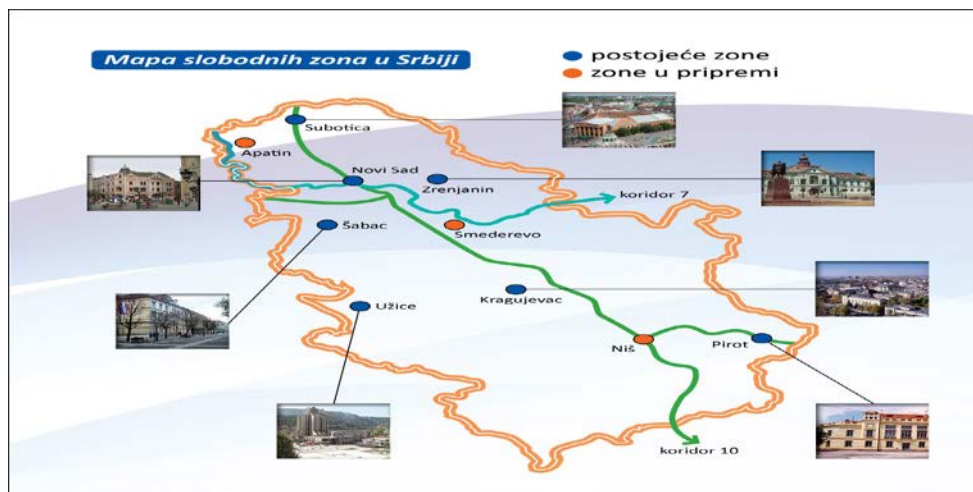 Mapa slobodnih zona u Srbiji
postojeće zone
zone u pripremi
Subotica
Apatin
Novi Sad
Zrenjanin
koridor 7
Šabac
Smederevo
Kragujevac
Užice
Niš
Pirot
koridor 10